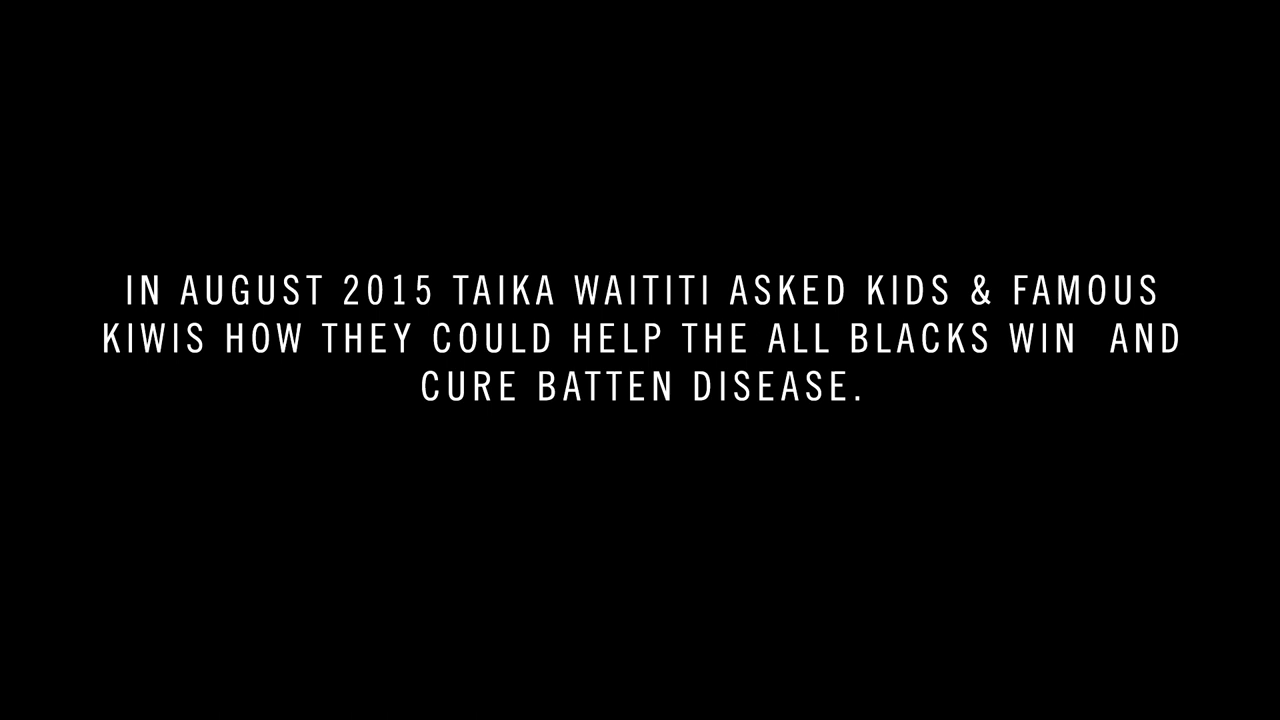 IN AUGUST 2015 TAIKA WAITITI ASKED KIDS & FAMOUS
KIWIS HOW THEY COULD HELP THE ALL BLACKS WIN  AND
CURE BATTEN DISEASE.